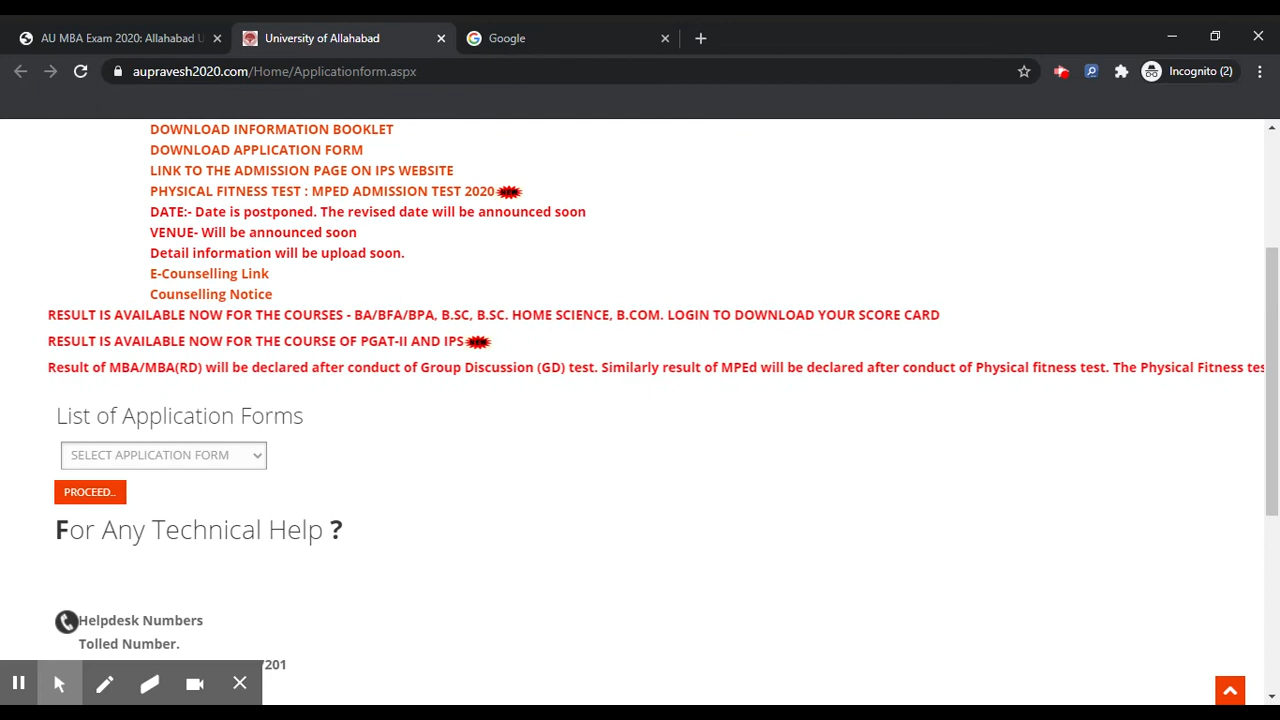 AU MBA Exam 2020: Allahabad U
University of Allahabad
Google
aupravesh2020.com/Home/Applicationform.aspx
Incognito (2)
DOWNLOAD INFORMATION BOOKLET
DOWNLOAD APPLICATION FORM
LINK TO THE ADMISSION PAGE ON IPS WEBSITE
PHYSICAL FITNESS TEST : MPED ADMISSION TEST 2020
DATE:- Date is postponed. The revised date will be announced soon
VENUE- Will be announced soon
Detail information will be upload soon.
E-Counselling Link
Counselling Notice
RESULT IS AVAILABLE NOW FOR THE COURSES - BA/BFA/BPA, B.SC, B.SC. HOME SCIENCE, B.COM. LOGIN TO DOWNLOAD YOUR SCORE CARD
RESULT IS AVAILABLE NOW FOR THE COURSE OF PGAT-II AND IPS
Result of MBA/MBA(RD) will be declared after conduct of Group Discussion (GD) test. Similarly result of MPEd will be declared after conduct of Physical fitness test. The Physical Fitness tes
List of Application Forms
SELECT APPLICATION FORM
PROCEED..
For Any Technical Help ?
Helpdesk Numbers
Tolled Number.
/201